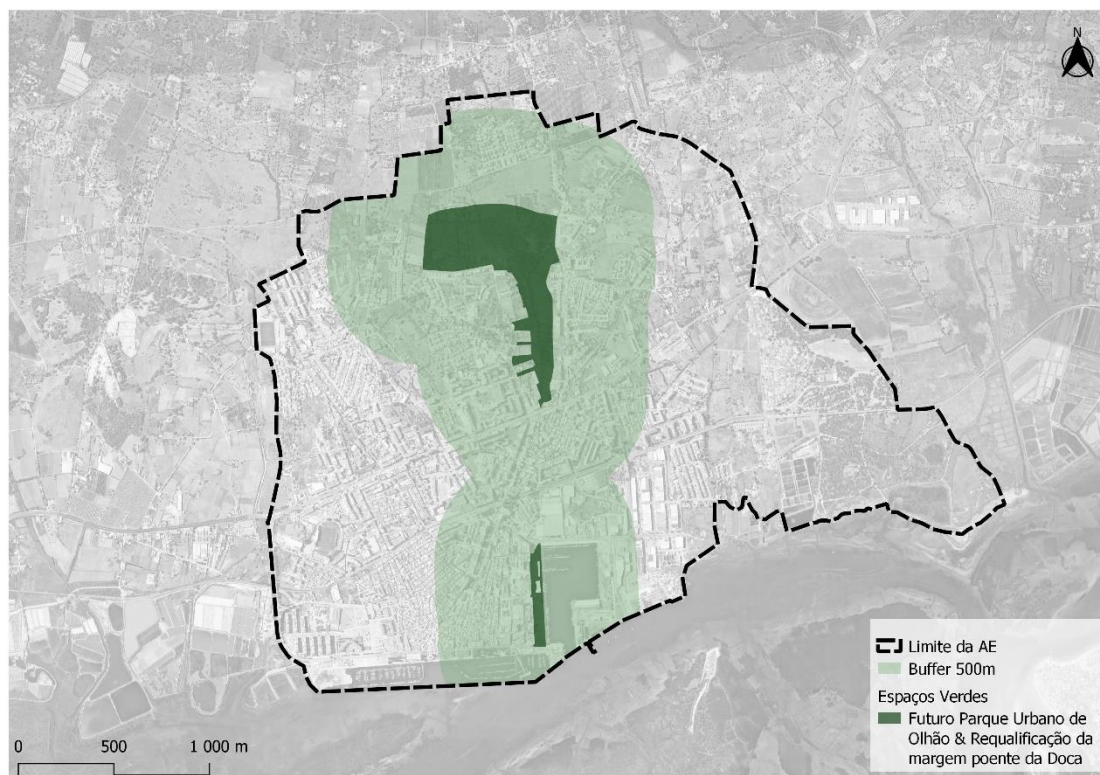 N
Limite da AE
Buffer 500m
Espaços Verdes
Futuro Parque Urbano de
Olhão & Requalificação da
margem poente da Doca
0 500 1 000 m